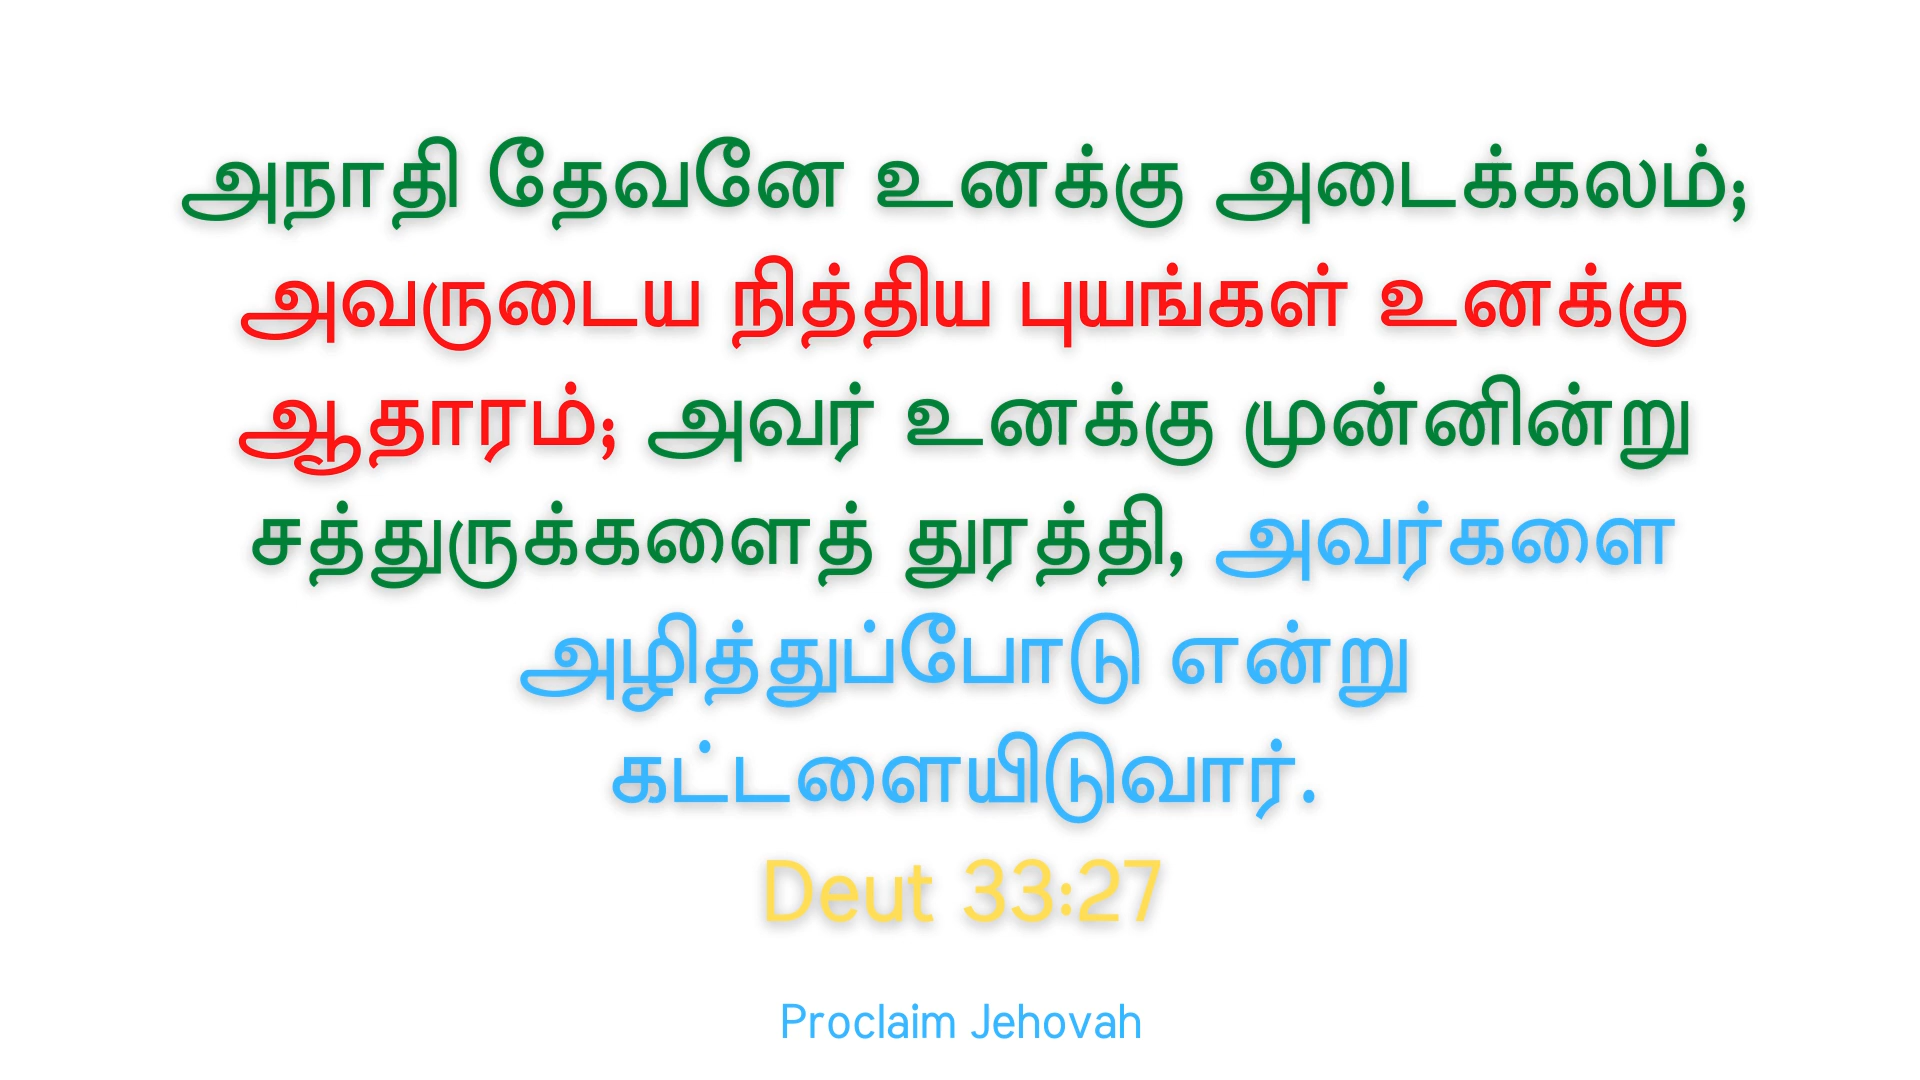 அநாதி தேவனே உனக்கு அடைக்கலம்;
அவருடைய நித்திய புயங்கள் உனக்கு
ஆதாரம்; அவர் உனக்கு முன்னின்று
சத்துருக்களைத் துரத்தி, அவர்களை
அழித்துப்போடு என்று
கட்டளையிடுவார்.
Deut 33:27
Proclaim Jehovah